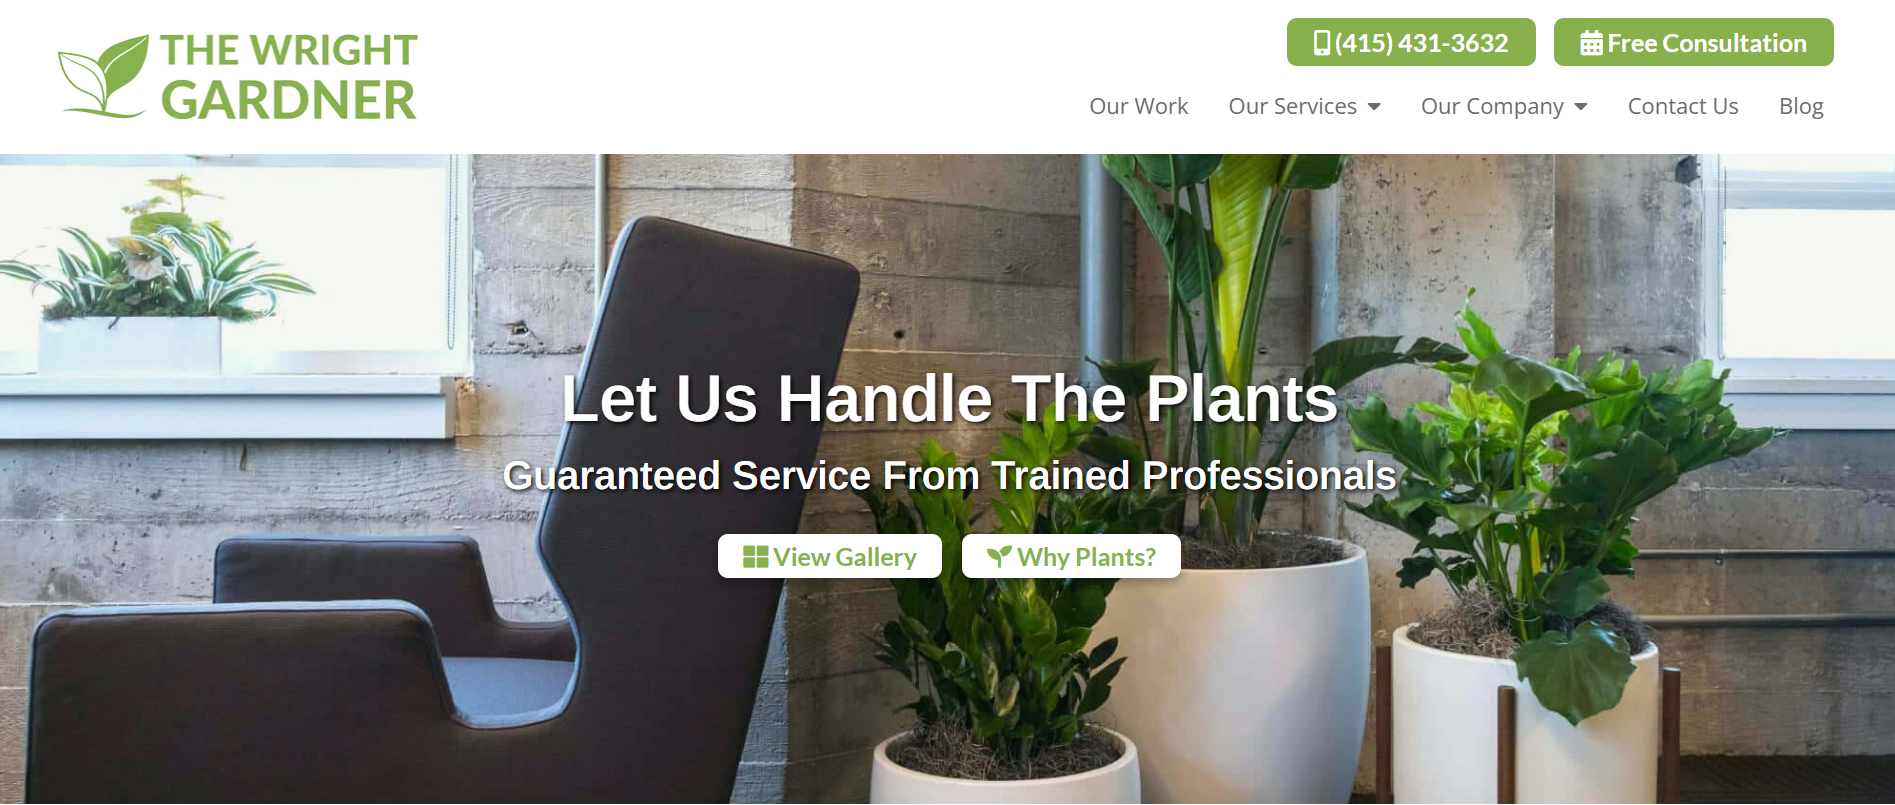 THE WRIGHT
GARDNER
(415) 431-3632
Free Consultation
Our Work
Our Services
Our Company
Contact Us
Blog
Let Us Handle The Plants
Guaranteed Service From Trained Professionals
View Gallery
Why Plants?